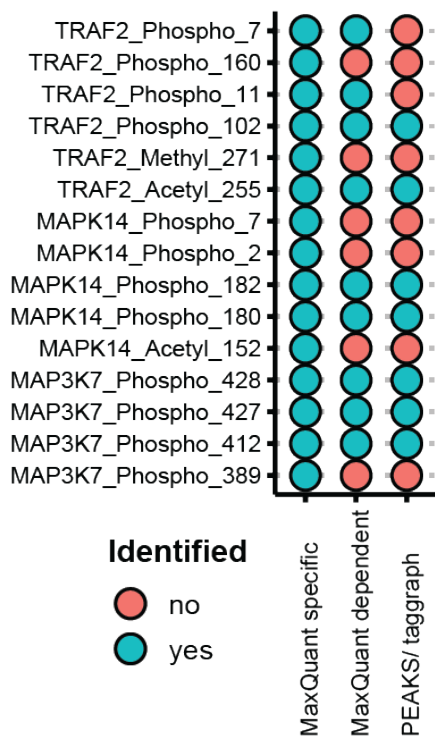 TRAF2_Phospho_7
TRAF2_Phospho_160
TRAF2_Phospho_11
TRAF2_Phospho_102
TRAF2_Methyl_271
TRAF2_Acetyl_255
MAPK14_Phospho_7
MAPK14_Phospho_2
MAPK14_Phospho_182
MAPK14_Phospho_180
MAPK14_Acetyl_152
MAP3K7_Phospho_428
MAP3K7_Phospho_427
MAP3K7_Phospho_412
MAP3K7_Phospho_389
MaxQuant specific
MaxQuant dependent
PEAKS/ taggraph
Identified
no
yes